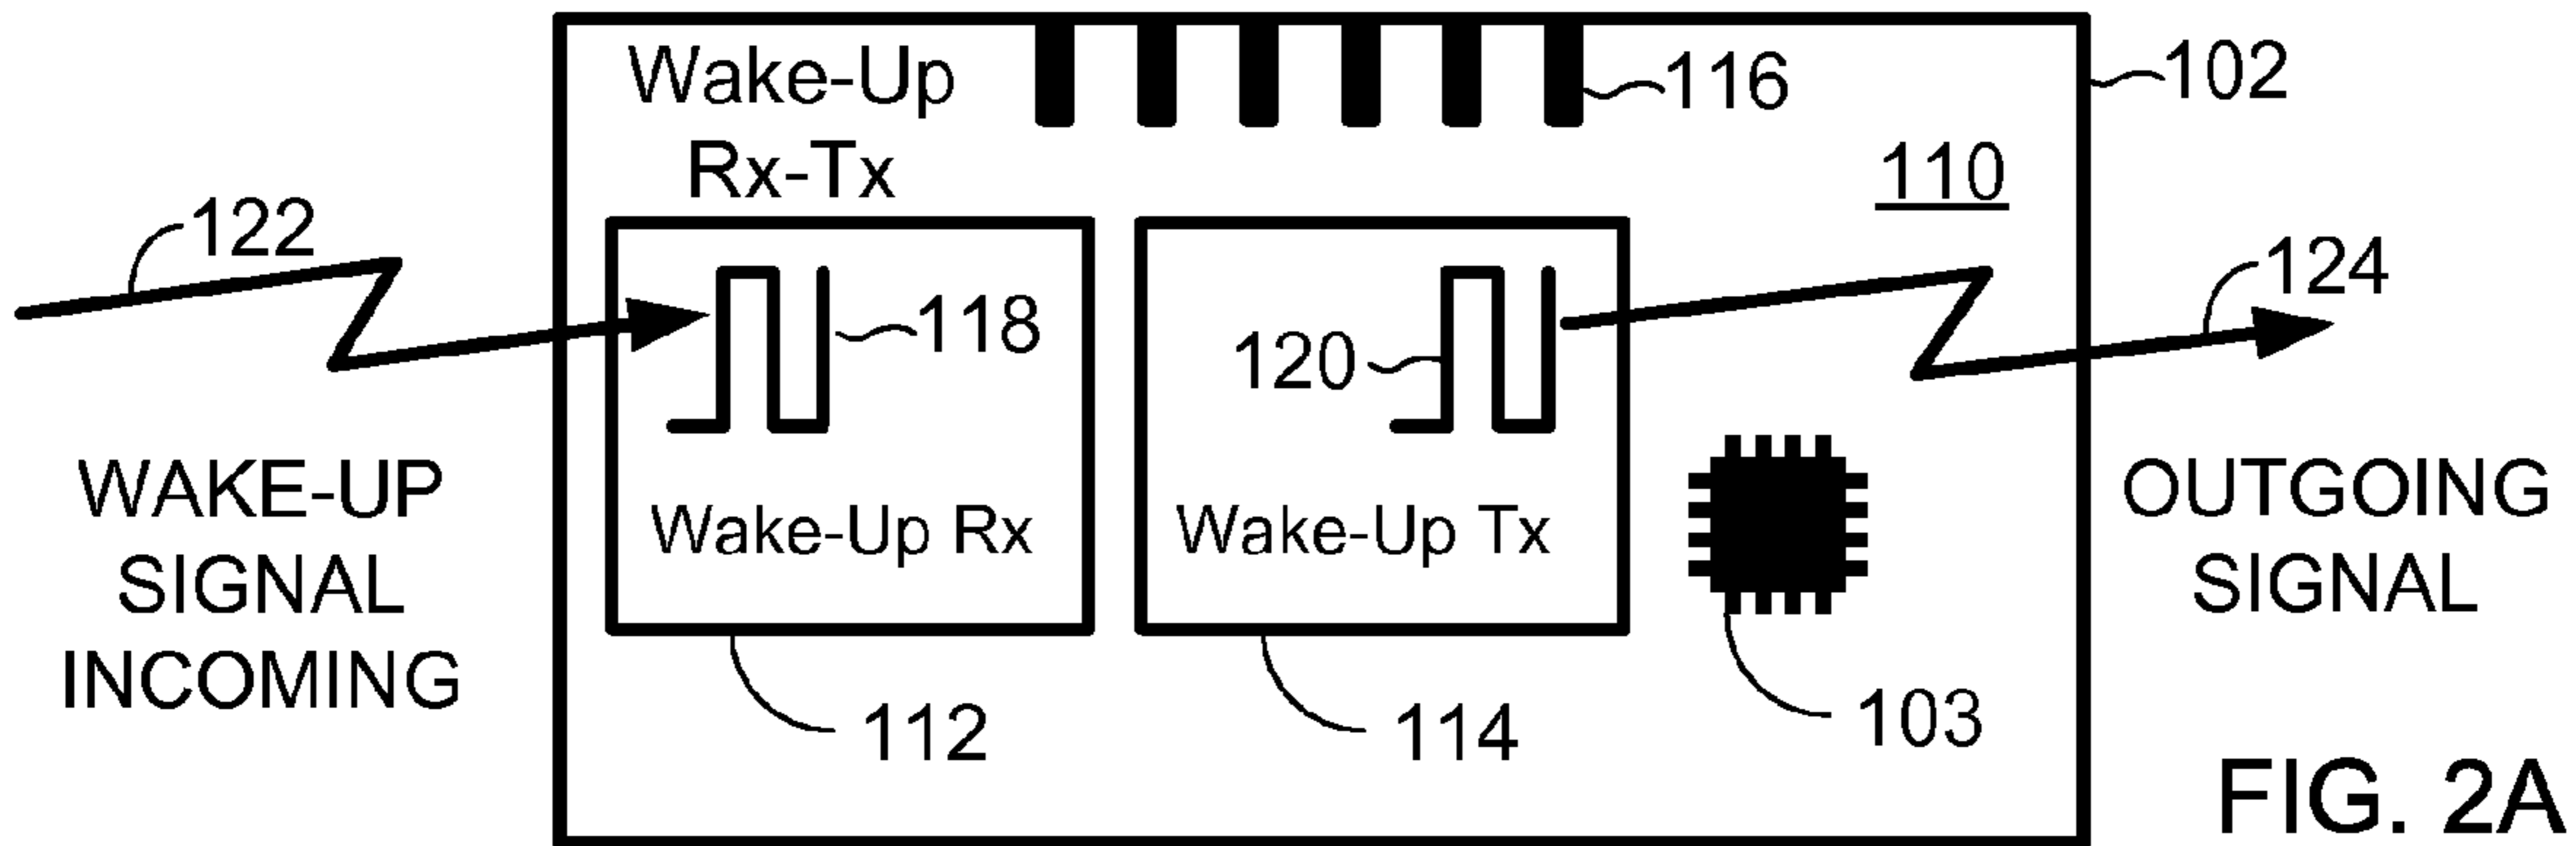 Wake-Up
Rx-Tx
116
102
110
122
124
118
120
Wake-Up Rx
Wake-Up Tx
WAKE-UP
SIGNAL
INCOMING
OUTGOING
SIGNAL
112
114
103
FIG. 2A